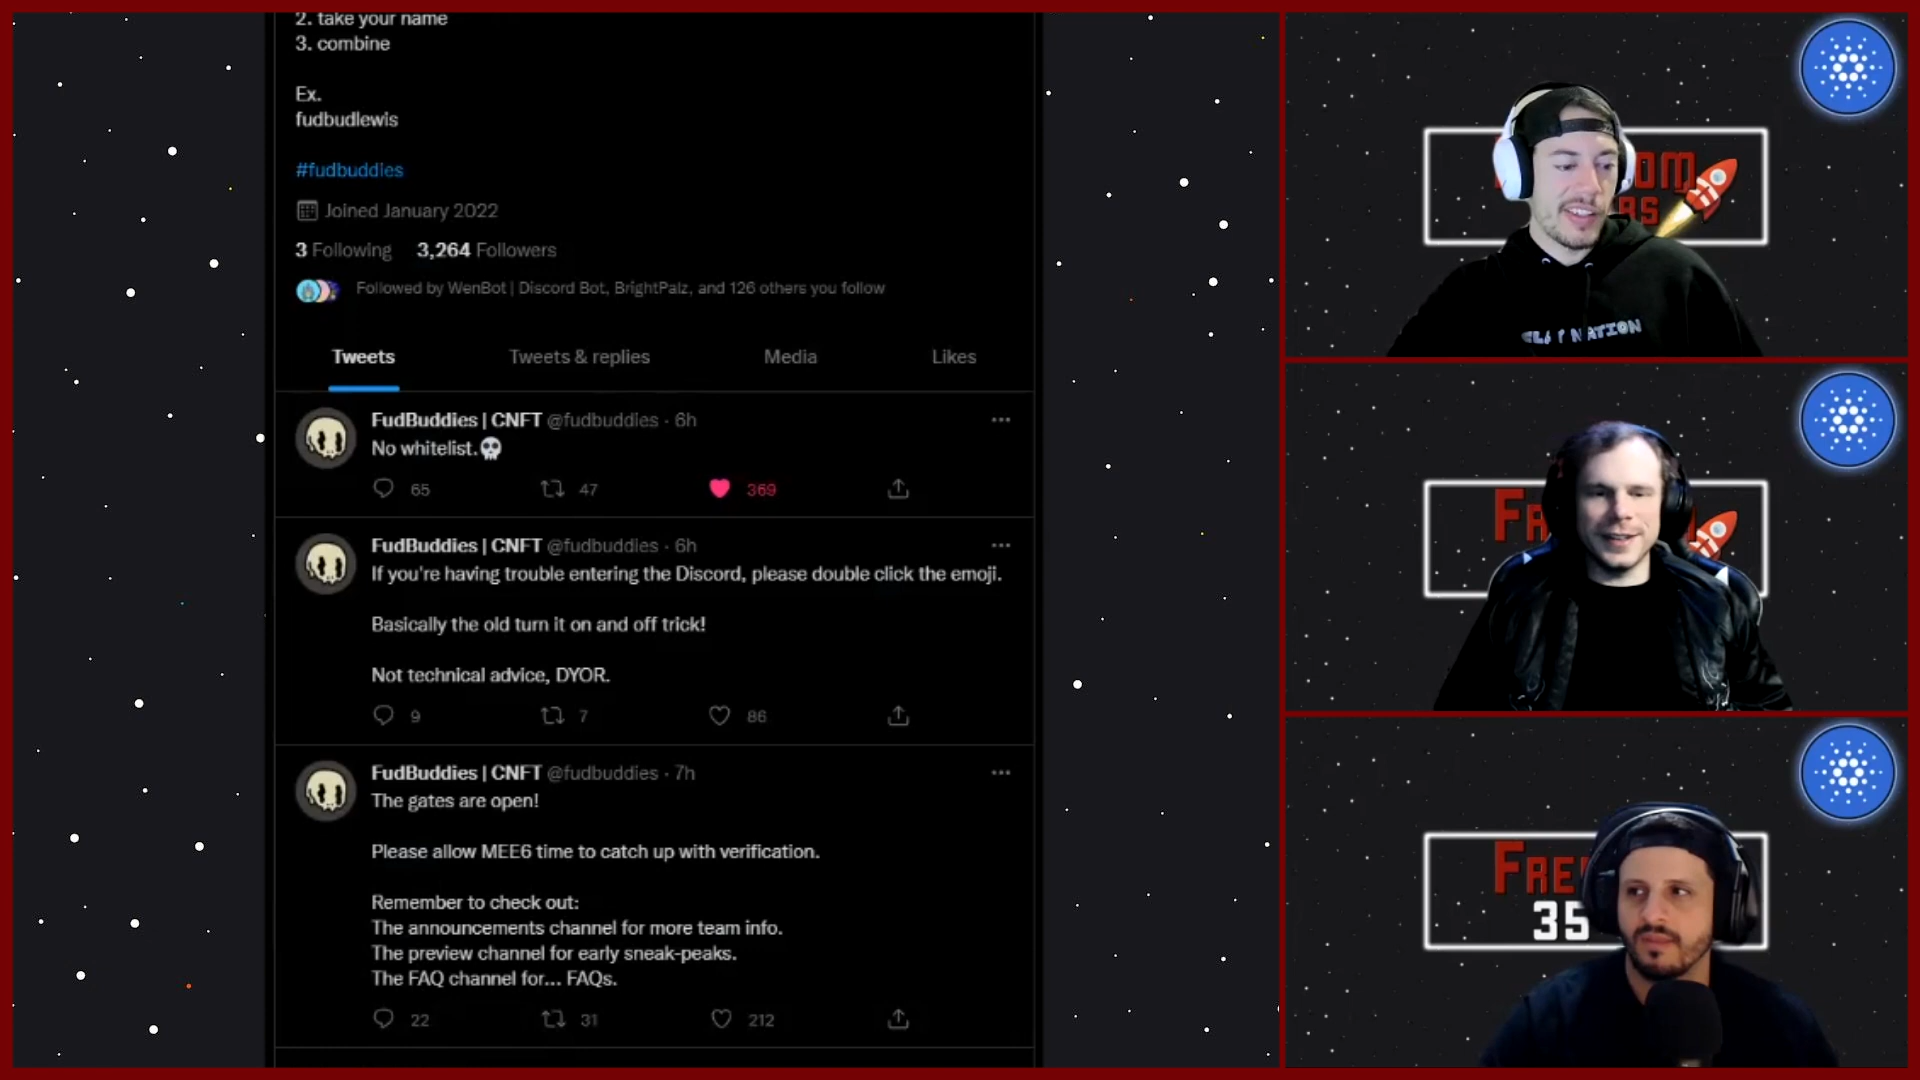 2. take your name
3. combine
Ex.
fudbudlewis
#fudbuddies
Joined January 2022
3 Following 3,264 Followers
Followed by WenBot | Discord Bot, BrightPalz, and 126 others you follow
Tweets Tweets & replies Media Likes
FudBuddies | CNFT @fudbuddies · 6h
No whitelist.💀
65 47 369
FudBuddies | CNFT @fudbuddies · 6h
If you're having trouble entering the Discord, please double click the emoji.
Basically the old turn it on and off trick!
Not technical advice, DYOR.
9 7 86
FudBuddies | CNFT @fudbuddies · 7h
The gates are open!
Please allow MEE6 time to catch up with verification.
Remember to check out:
The announcements channel for more team info.
The preview channel for early sneak-peaks.
The FAQ channel for... FAQs.
22 31 212
CLAY NATION
35